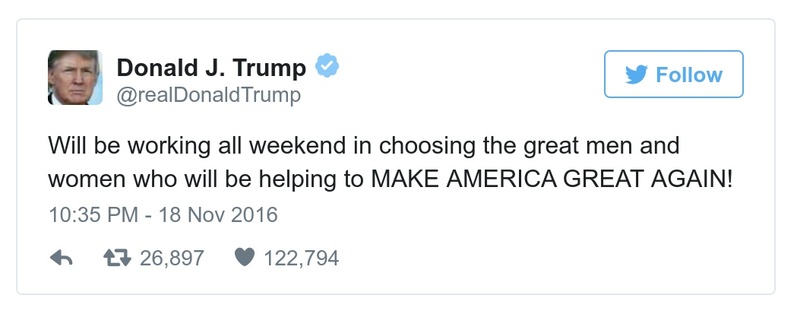 Donald J. Trump
@realDonaldTrump
Follow
Will be working all weekend in choosing the great men and
women who will be helping to MAKE AMERICA GREAT AGAIN!
10:35 PM - 18 Nov 2016
26,897 122,794